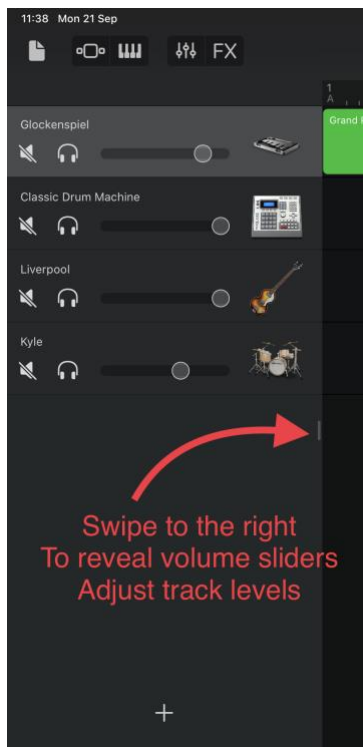 11:38 Mon 21 Sep
FX
1
A
Glockenspiel
Grand
Classic Drum Machine
Liverpool
Kyle
Swipe to the right
To reveal volume sliders
Adjust track levels